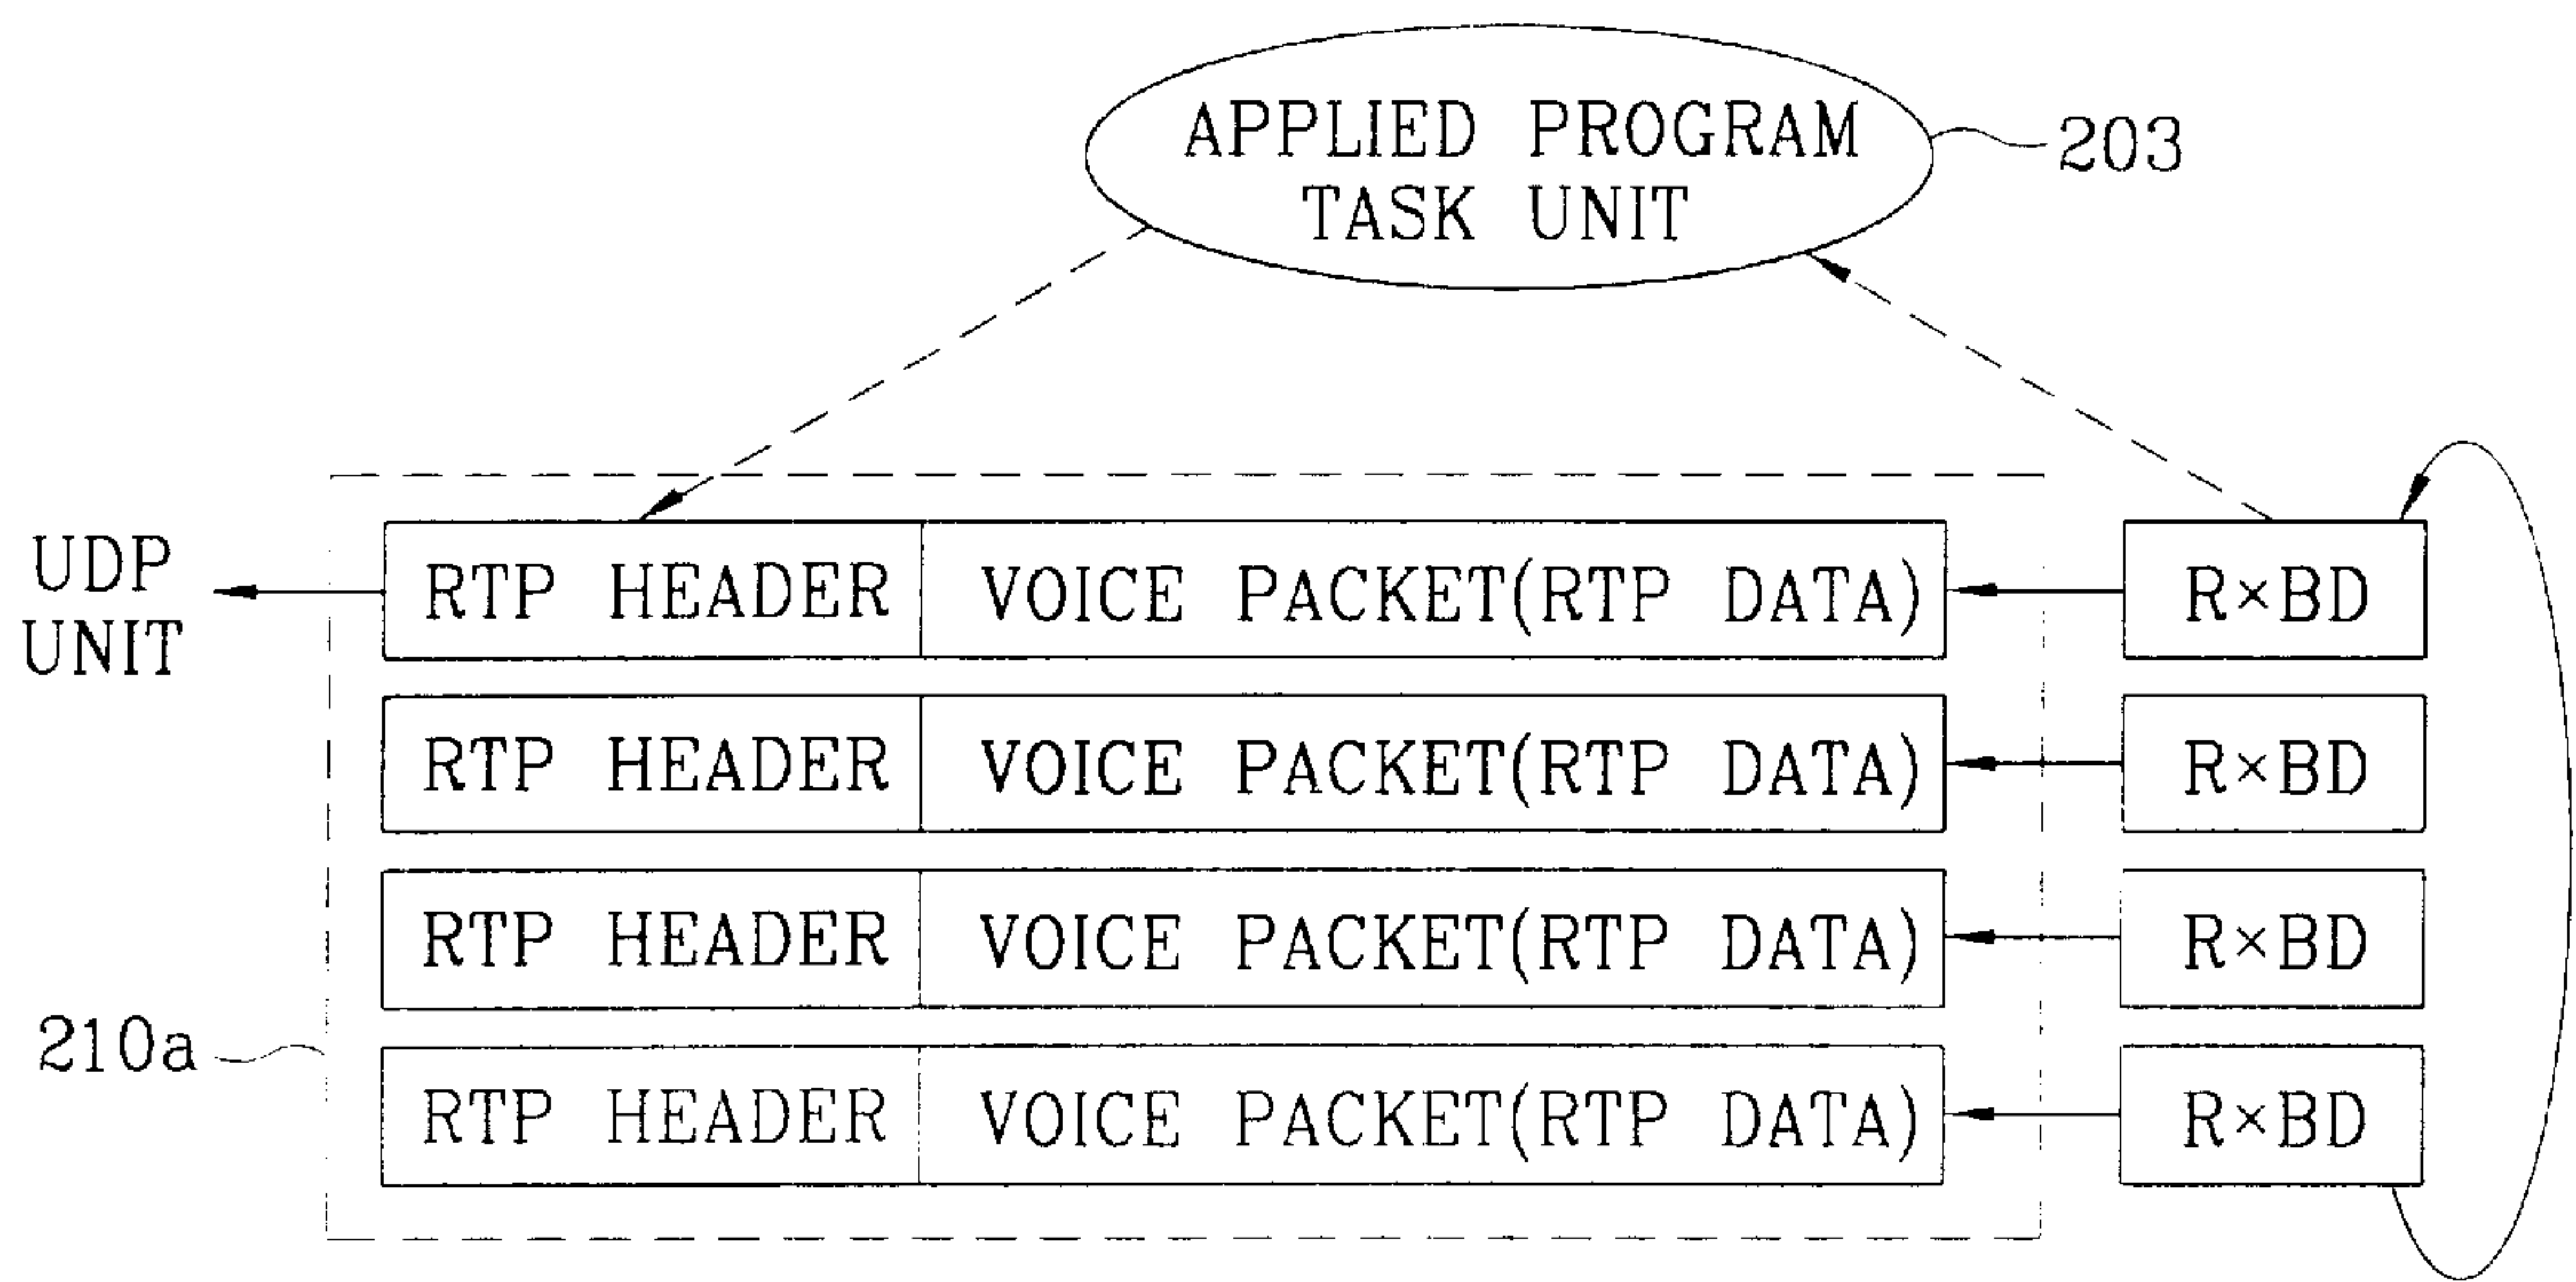 APPLIED PROGRAM
TASK UNIT
203
UDP
UNIT
RTP HEADER VOICE PACKET(RTP DATA) R×BD
RTP HEADER VOICE PACKET(RTP DATA) R×BD
RTP HEADER VOICE PACKET(RTP DATA) R×BD
210a
RTP HEADER VOICE PACKET(RTP DATA) R×BD